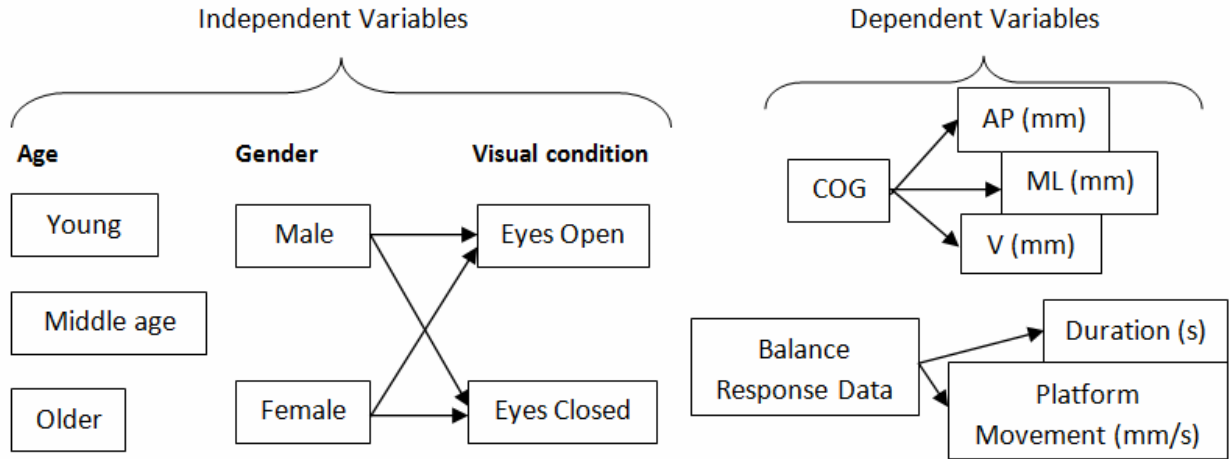 Independent Variables
Age
Gender
Visual condition
Young
Middle age
Older
Male
Female
Eyes Open
Eyes Closed
Dependent Variables
COG
AP (mm)
ML (mm)
V (mm)
Balance
Response Data
Duration (s)
Platform
Movement (mm/s)